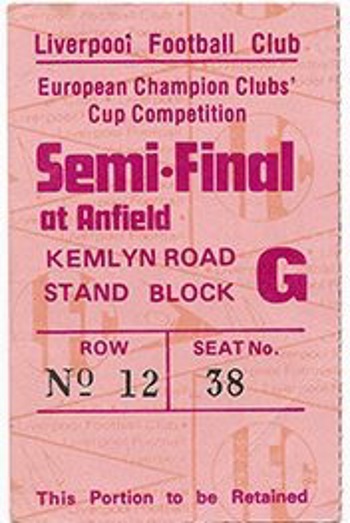 Liverpool Football Club
European Champion Clubs'
Cup Competition
Semi-Final
at Anfield
KEMLYN ROAD
STAND BLOCK G
ROW SEAT No.
Nº 12 38
This Portion to be Retained